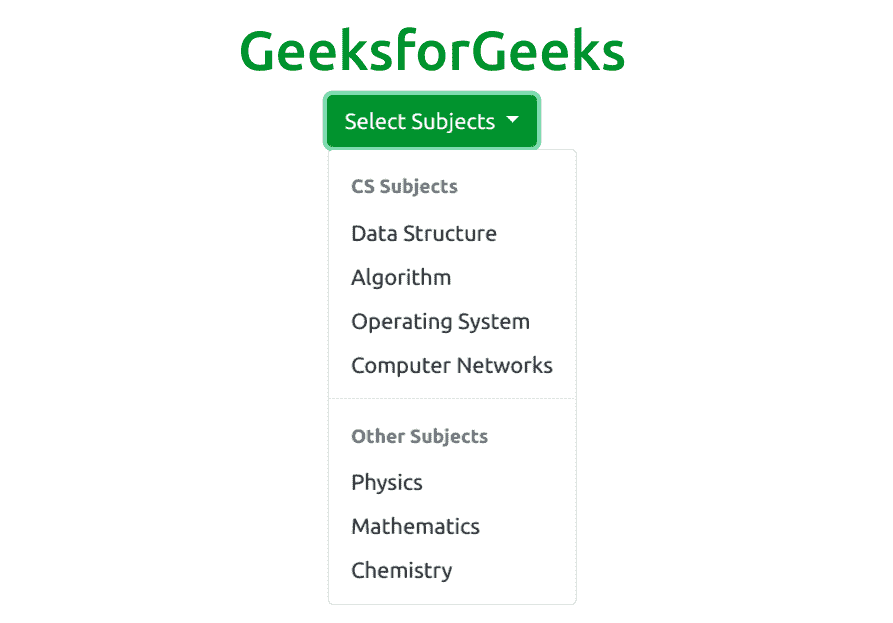 GeeksforGeeks
Select Subjects
CS Subjects
Data Structure
Algorithm
Operating System
Computer Networks
Other Subjects
Physics
Mathematics
Chemistry